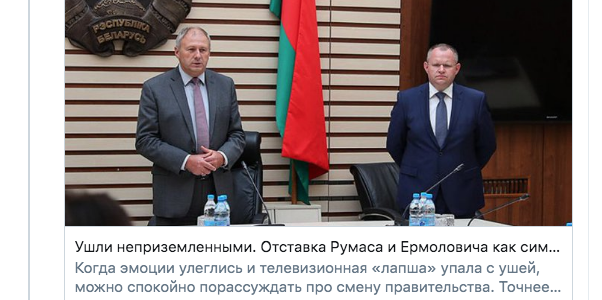 РЭСПУБЛІКА
БЕЛАРУСЬ
Ушли неприземленными. Отставка Румаса и Ермоловича как сим...
Когда эмоции улеглись и телевизионная «лапша» упала с ушей,
можно спокойно порассуждать про смену правительства. Точнее...